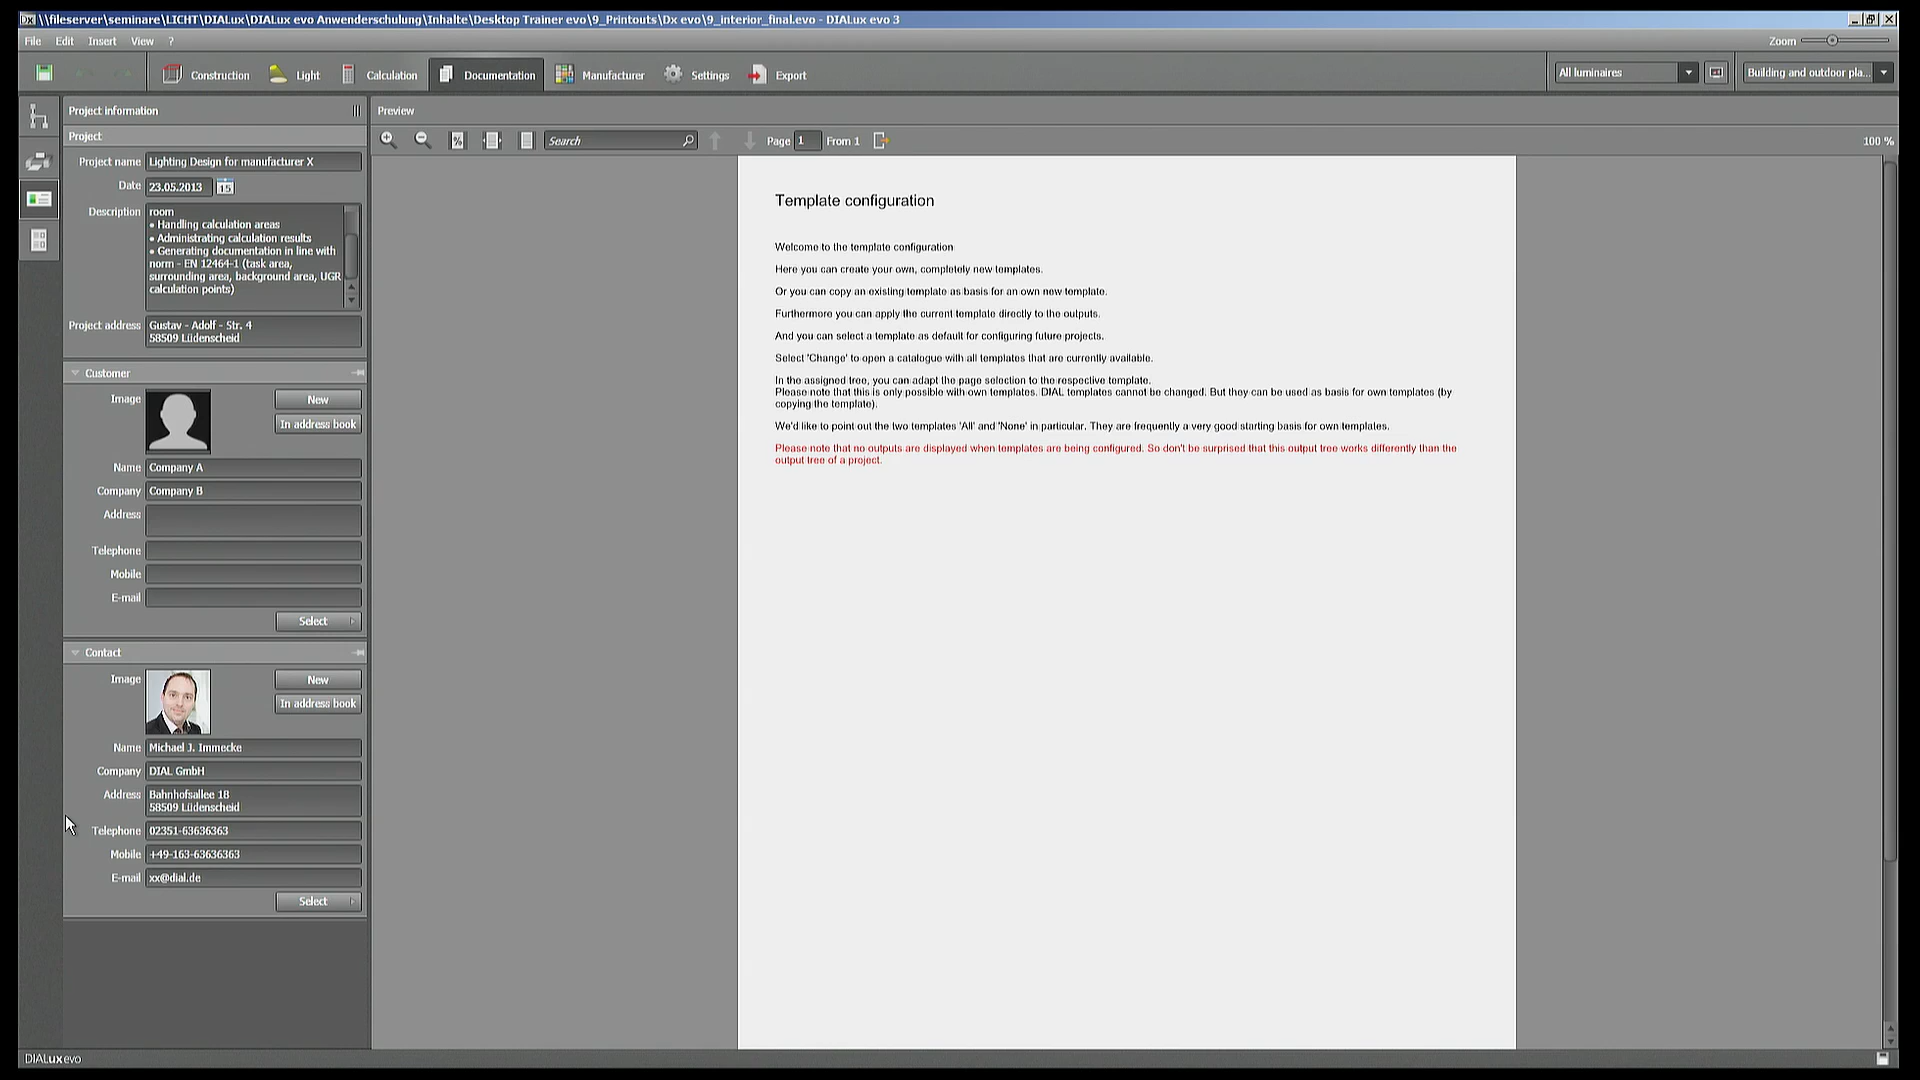 Dx \\fileserver\seminare\LICHT\DIALux\DIALux evo Anwenderschulung\Inhalte\Desktop Trainer evo\9_Printouts\Dx evo\9_interior_final.evo - DIALux evo 3
File Edit Insert View ?
Zoom
Construction Light Calculation Documentation Manufacturer Settings Export
All luminaires
Building and outdoor pla...
Project information
Project
Project name Lighting Design for manufacturer X
Date 23.05.2013 15
Description room
• Handling calculation areas
• Administrating calculation results
• Generating documentation in line with
norm - EN 12464-1 (task area,
surrounding area, background area, UGR
calculation points)
Project address Gustav - Adolf - Str. 4
58509 Lüdenscheid
Customer
Image New
In address book
Name Company A
Company Company B
Address
Telephone
Mobile
E-mail
Select
Contact
Image New
In address book
Name Michael J. Immecke
Company DIAL GmbH
Address Bahnhofsallee 18
58509 Lüdenscheid
Telephone 02351-63636363
Mobile +49-163-63636363
E-mail xx@dial.de
Select
Preview
% Search Page 1 From 1 100 %
Template configuration
Welcome to the template configuration
Here you can create your own, completely new templates.
Or you can copy an existing template as basis for an own new template.
Furthermore you can apply the current template directly to the outputs.
And you can select a template as default for configuring future projects.
Select 'Change' to open a catalogue with all templates that are currently available.
In the assigned tree, you can adapt the page selection to the respective template.
Please note that this is only possible with own templates. DIAL templates cannot be changed. But they can be used as basis for own templates (by
copying the template).
We'd like to point out the two templates 'All' and 'None' in particular. They are frequently a very good starting basis for own templates.
Please note that no outputs are displayed when templates are being configured. So don't be surprised that this output tree works differently than the
output tree of a project.
DIALux evo